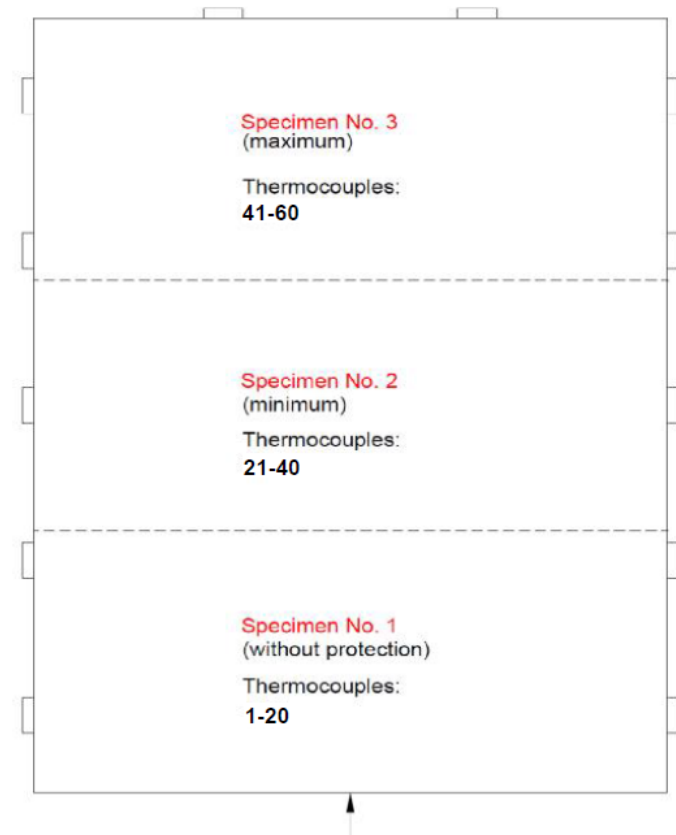 Specimen No. 3
(maximum)
Thermocouples:
41-60
Specimen No. 2
(minimum)
Thermocouples:
21-40
Specimen No. 1
(without protection)
Thermocouples:
1-20